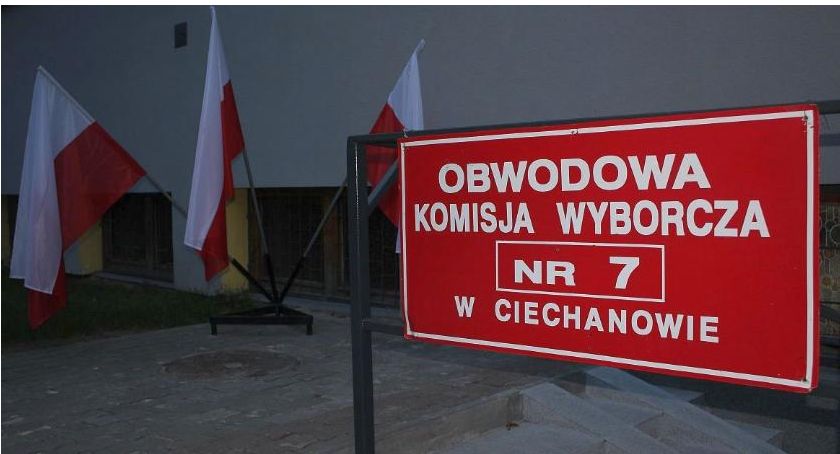 OBWODOWA
KOMISJA WYBORCZA
NR 7
W CIECHANOWIE